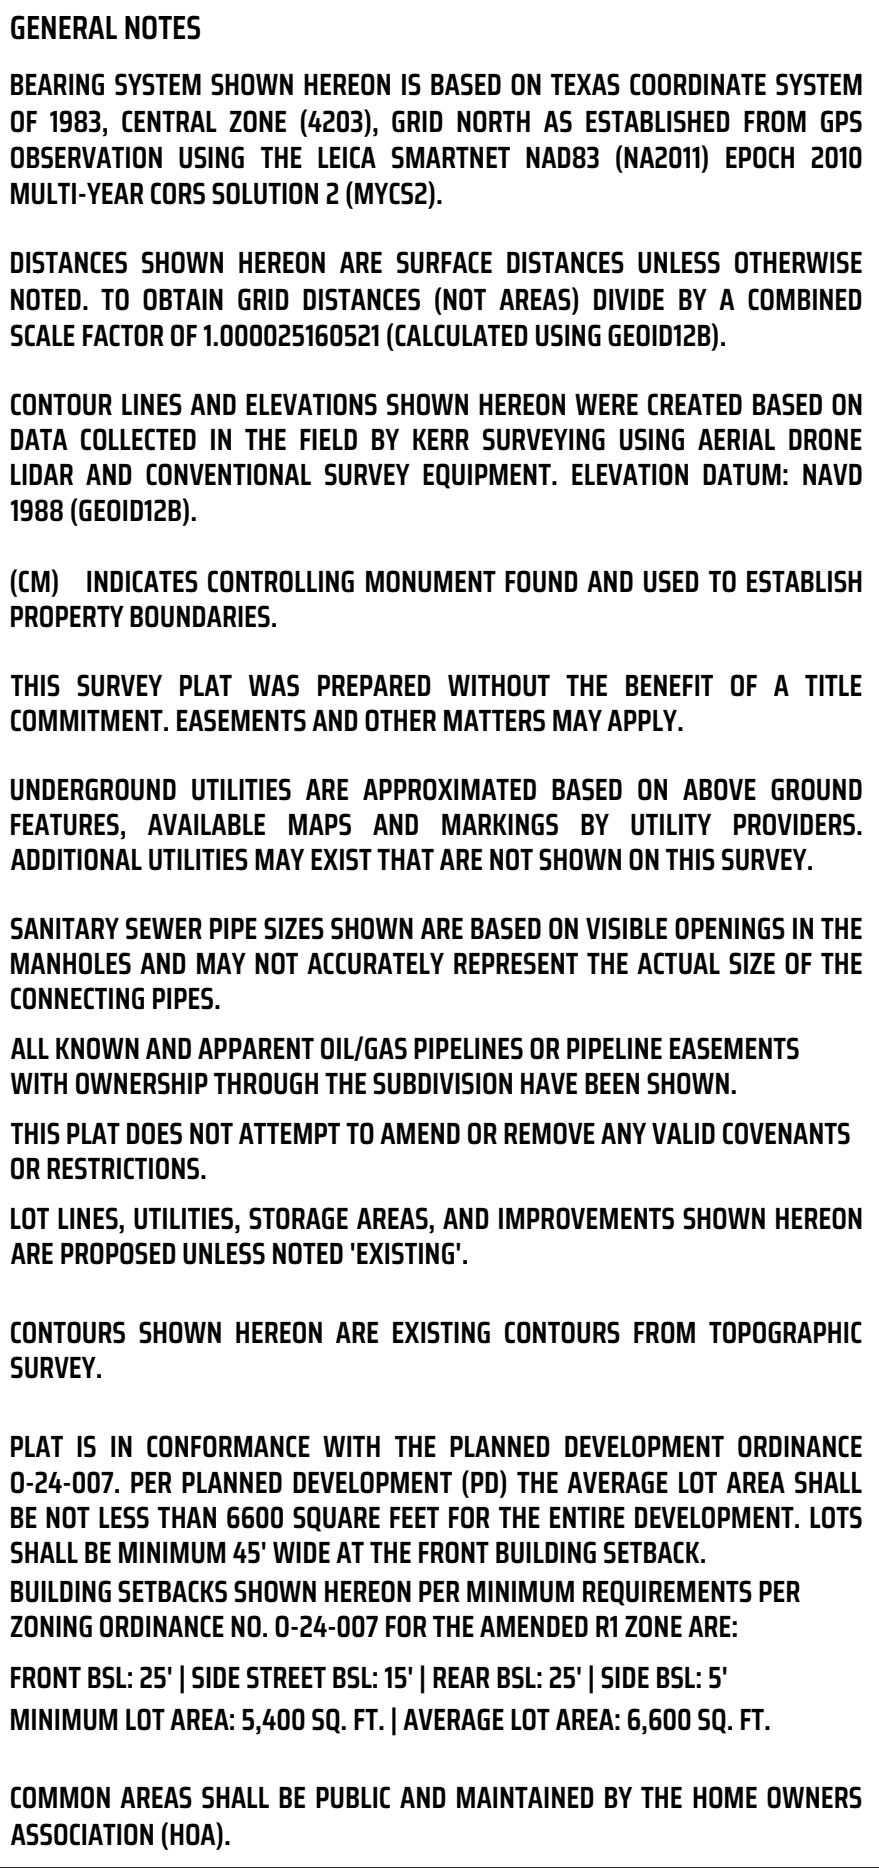 GENERAL NOTES
BEARING SYSTEM SHOWN HEREON IS BASED ON TEXAS COORDINATE SYSTEM
OF 1983, CENTRAL ZONE (4203), GRID NORTH AS ESTABLISHED FROM GPS
OBSERVATION USING THE LEICA SMARTNET NAD83 (NA2011) EPOCH 2010
MULTI-YEAR CORS SOLUTION 2 (MYCS2).
DISTANCES SHOWN HEREON ARE SURFACE DISTANCES UNLESS OTHERWISE
NOTED. TO OBTAIN GRID DISTANCES (NOT AREAS) DIVIDE BY A COMBINED
SCALE FACTOR OF 1.000025160521 (CALCULATED USING GEOID12B).
CONTOUR LINES AND ELEVATIONS SHOWN HEREON WERE CREATED BASED ON
DATA COLLECTED IN THE FIELD BY KERR SURVEYING USING AERIAL DRONE
LIDAR AND CONVENTIONAL SURVEY EQUIPMENT. ELEVATION DATUM: NAVD
1988 (GEOID12B).
(CM) INDICATES CONTROLLING MONUMENT FOUND AND USED TO ESTABLISH
PROPERTY BOUNDARIES.
THIS SURVEY PLAT WAS PREPARED WITHOUT THE BENEFIT OF A TITLE
COMMITMENT. EASEMENTS AND OTHER MATTERS MAY APPLY.
UNDERGROUND UTILITIES ARE APPROXIMATED BASED ON ABOVE GROUND
FEATURES, AVAILABLE MAPS AND MARKINGS BY UTILITY PROVIDERS.
ADDITIONAL UTILITIES MAY EXIST THAT ARE NOT SHOWN ON THIS SURVEY.
SANITARY SEWER PIPE SIZES SHOWN ARE BASED ON VISIBLE OPENINGS IN THE
MANHOLES AND MAY NOT ACCURATELY REPRESENT THE ACTUAL SIZE OF THE
CONNECTING PIPES.
ALL KNOWN AND APPARENT OIL/GAS PIPELINES OR PIPELINE EASEMENTS
WITH OWNERSHIP THROUGH THE SUBDIVISION HAVE BEEN SHOWN.
THIS PLAT DOES NOT ATTEMPT TO AMEND OR REMOVE ANY VALID COVENANTS
OR RESTRICTIONS.
LOT LINES, UTILITIES, STORAGE AREAS, AND IMPROVEMENTS SHOWN HEREON
ARE PROPOSED UNLESS NOTED 'EXISTING'.
CONTOURS SHOWN HEREON ARE EXISTING CONTOURS FROM TOPOGRAPHIC
SURVEY.
PLAT IS IN CONFORMANCE WITH THE PLANNED DEVELOPMENT ORDINANCE
O-24-007. PER PLANNED DEVELOPMENT (PD) THE AVERAGE LOT AREA SHALL
BE NOT LESS THAN 6600 SQUARE FEET FOR THE ENTIRE DEVELOPMENT. LOTS
SHALL BE MINIMUM 45' WIDE AT THE FRONT BUILDING SETBACK.
BUILDING SETBACKS SHOWN HEREON PER MINIMUM REQUIREMENTS PER
ZONING ORDINANCE NO. O-24-007 FOR THE AMENDED R1 ZONE ARE:
FRONT BSL: 25' | SIDE STREET BSL: 15' | REAR BSL: 25' | SIDE BSL: 5'
MINIMUM LOT AREA: 5,400 SQ. FT. | AVERAGE LOT AREA: 6,600 SQ. FT.
COMMON AREAS SHALL BE PUBLIC AND MAINTAINED BY THE HOME OWNERS
ASSOCIATION (HOA).